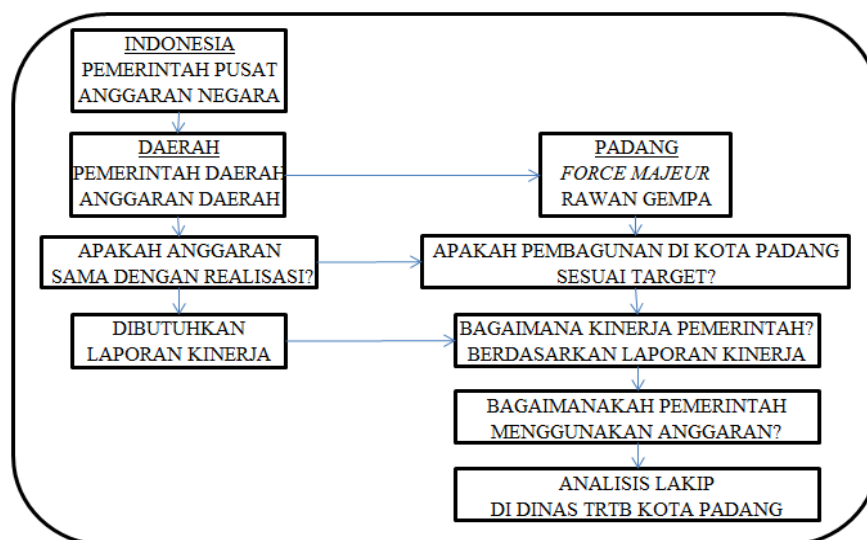 INDONESIA
PEMERINTAH PUSAT
ANGGARAN NEGARA
DAERAH
PEMERINTAH DAERAH
ANGGARAN DAERAH
PADANG
FORCE MAJEUR
RAWAN GEMPA
APAKAH ANGGARAN
SAMA DENGAN REALISASI?
APAKAH PEMBAGUNAN DI KOTA PADANG
SESUAI TARGET?
DIBUTUHKAN
LAPORAN KINERJA
BAGAIMANA KINERJA PEMERINTAH?
BERDASARKAN LAPORAN KINERJA
BAGAIMANAKAH PEMERINTAH
MENGGUNAKAN ANGGARAN?
ANALISIS LAKIP
DI DINAS TRTB KOTA PADANG